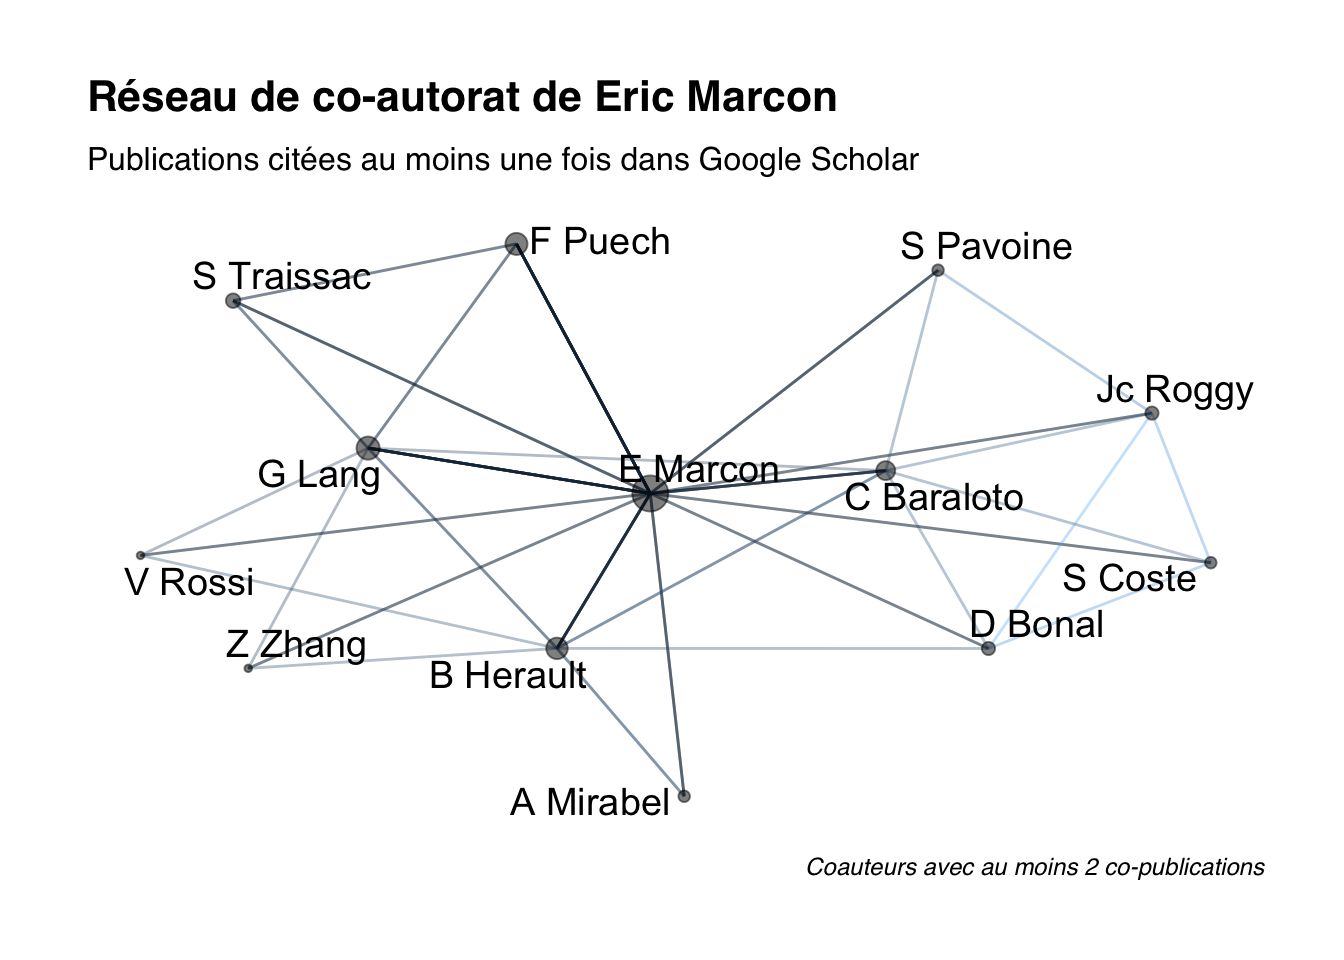 Réseau de co-autorat de Eric Marcon
Publications citées au moins une fois dans Google Scholar
F Puech
S Pavoine
S Traissac
Jc Roggy
E Marcon
G Lang
C Baraloto
V Rossi
S Coste
D Bonal
Z Zhang
B Herault
A Mirabel
Coauteurs avec au moins 2 co-publications